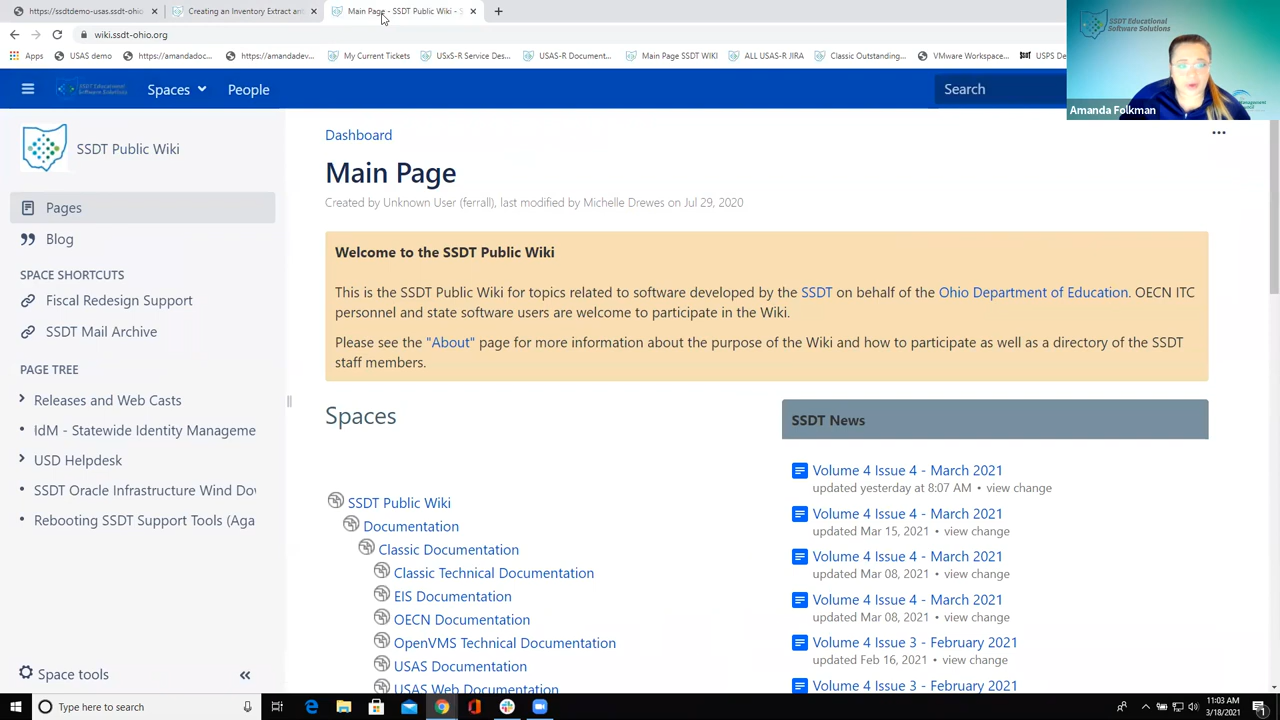 https://ssdtdemo-usas.ssdt-ohi
Creating an Inventory Extract an
Main Page - SSDT Public Wiki - S
wiki.ssdt-ohio.org
Apps
USAS demo
https://amandadoc...
https://amandadev...
My Current Tickets
USxS-R Service Des...
USAS-R Document...
Main Page SSDT WIKI
ALL USAS-R JIRA
Classic Outstanding...
VMware Workspace...
USPS De
SSDT Educational
Software Solutions
Amanda Folkman
SSDT Educational
Software Solutions
Spaces
People
Search
SSDT Public Wiki
Pages
Blog
SPACE SHORTCUTS
Fiscal Redesign Support
SSDT Mail Archive
PAGE TREE
Releases and Web Casts
IdM - Statewide Identity Manageme
USD Helpdesk
SSDT Oracle Infrastructure Wind Do
Rebooting SSDT Support Tools (Aga
Space tools
Dashboard
Main Page
Created by Unknown User (ferrall), last modified by Michelle Drewes on Jul 29, 2020
Welcome to the SSDT Public Wiki
This is the SSDT Public Wiki for topics related to software developed by the SSDT on behalf of the Ohio Department of Education. OECN ITC
personnel and state software users are welcome to participate in the Wiki.
Please see the "About" page for more information about the purpose of the Wiki and how to participate as well as a directory of the SSDT
staff members.
Spaces
SSDT Public Wiki
Documentation
Classic Documentation
Classic Technical Documentation
EIS Documentation
OECN Documentation
OpenVMS Technical Documentation
USAS Documentation
USAS Web Documentation
SSDT News
Volume 4 Issue 4 - March 2021
updated yesterday at 8:07 AM • view change
Volume 4 Issue 4 - March 2021
updated Mar 15, 2021 • view change
Volume 4 Issue 4 - March 2021
updated Mar 08, 2021 • view change
Volume 4 Issue 4 - March 2021
updated Mar 08, 2021 • view change
Volume 4 Issue 3 - February 2021
updated Feb 16, 2021 • view change
Volume 4 Issue 3 - February 2021
Type here to search
11:03 AM
3/18/2021
1